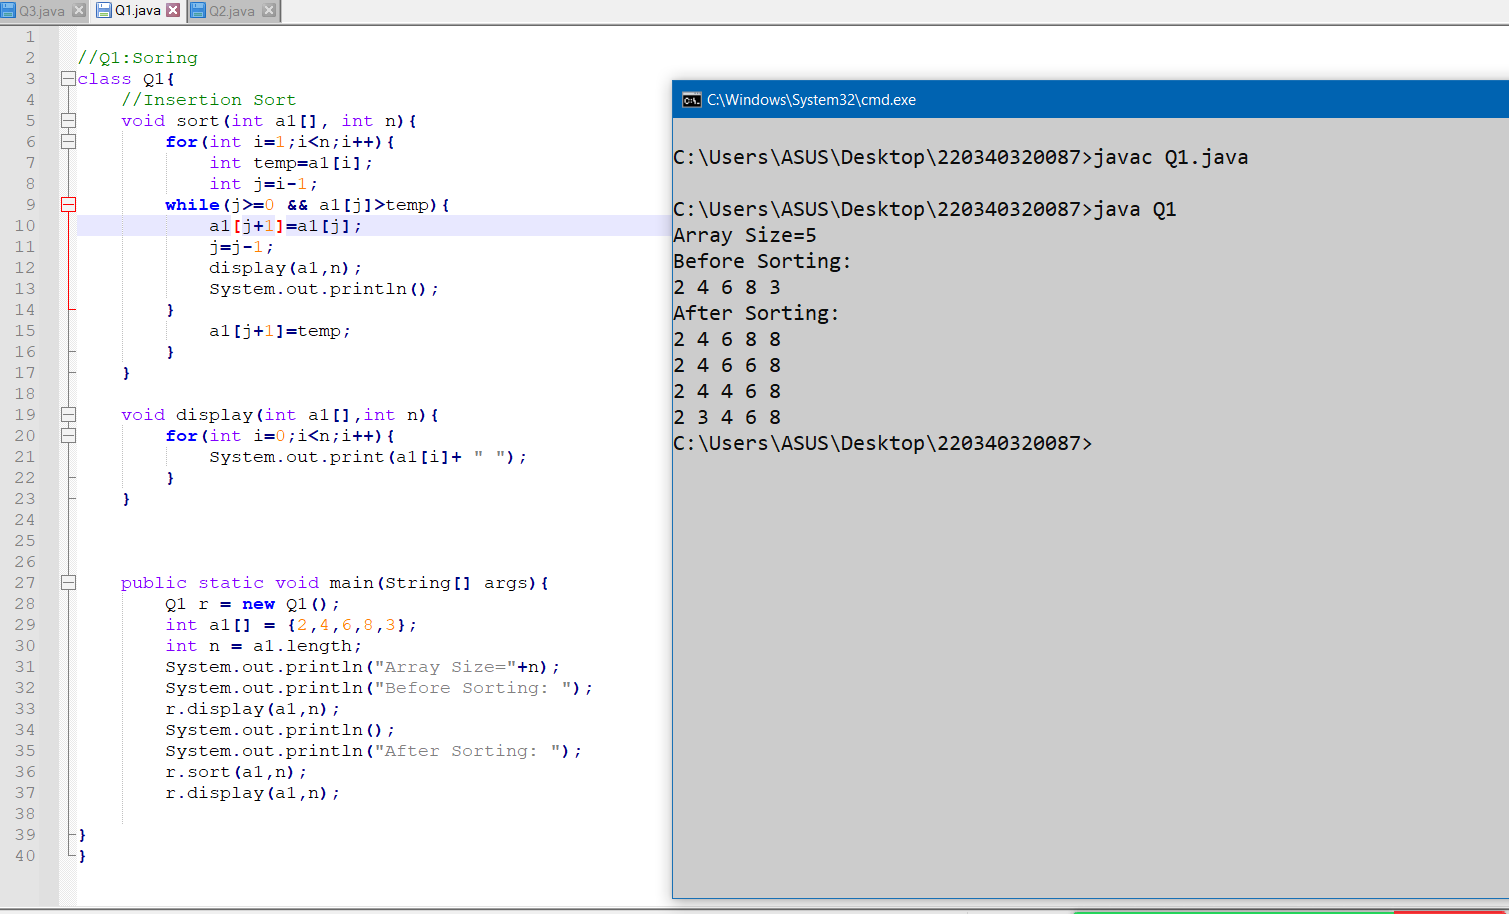 Q3.java Q1.java Q2.java
1
2 //Q1:Soring
3 class Q1{
4 //Insertion Sort
5 void sort(int a1[], int n){
6 for(int i=1;i<n;i++){
7 int temp=a1[i];
8 int j=i-1;
9 while(j>=0 && a1[j]>temp){
10 a1[j+1]=a1[j];
11 j=j-1;
12 display(a1,n);
13 System.out.println();
14 }
15 a1[j+1]=temp;
16 }
17 }
18
19 void display(int a1[],int n){
20 for(int i=0;i<n;i++){
21 System.out.print(a1[i]+ " ");
22 }
23 }
24
25
26
27 public static void main(String[] args){
28 Q1 r = new Q1();
29 int a1[] = {2,4,6,8,3};
30 int n = a1.length;
31 System.out.println("Array Size="+n);
32 System.out.println("Before Sorting: ");
33 r.display(a1,n);
34 System.out.println();
35 System.out.println("After Sorting: ");
36 r.sort(a1,n);
37 r.display(a1,n);
38
39 }
40 }
C:\Windows\System32\cmd.exe
C:\Users\ASUS\Desktop\220340320087>javac Q1.java
C:\Users\ASUS\Desktop\220340320087>java Q1
Array Size=5
Before Sorting:
2 4 6 8 3
After Sorting:
2 4 6 8 8
2 4 6 6 8
2 4 4 6 8
2 3 4 6 8
C:\Users\ASUS\Desktop\220340320087>